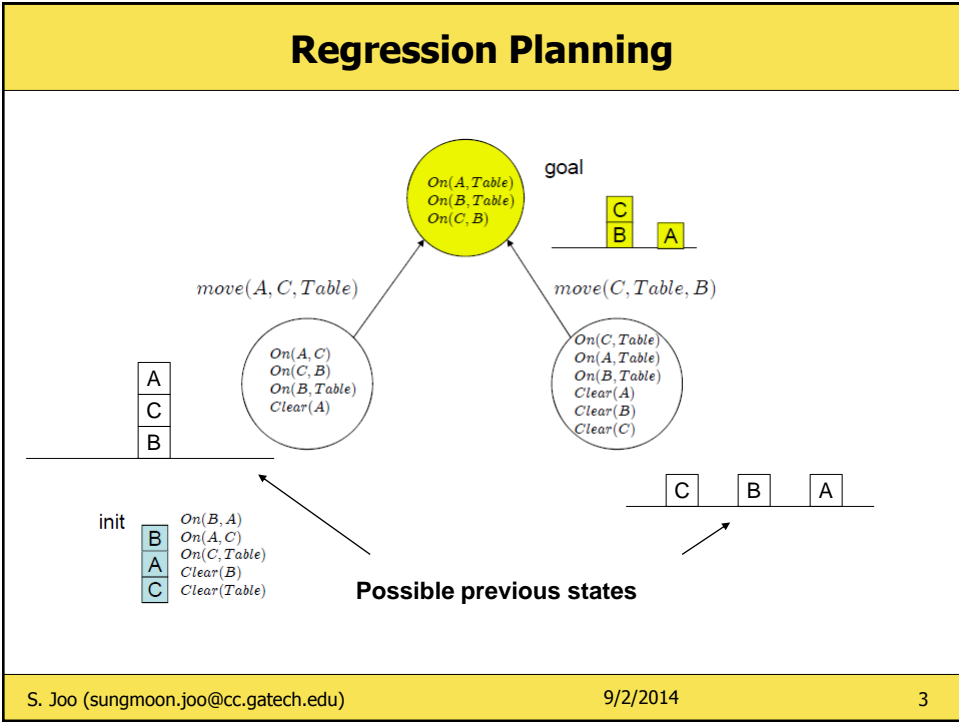 Regression Planning
On(A, Table)
On(B, Table)
On(C, B)
goal
C
B A
move(A, C, Table)
move(C, Table, B)
On(A, C)
On(C, B)
On(B, Table)
Clear(A)
On(C, Table)
On(A, Table)
On(B, Table)
Clear(A)
Clear(B)
Clear(C)
A
C
B
C B A
init
B
A
C
On(B, A)
On(A, C)
On(C, Table)
Clear(B)
Clear(Table)
Possible previous states
S. Joo (sungmoon.joo@cc.gatech.edu) 9/2/2014 3